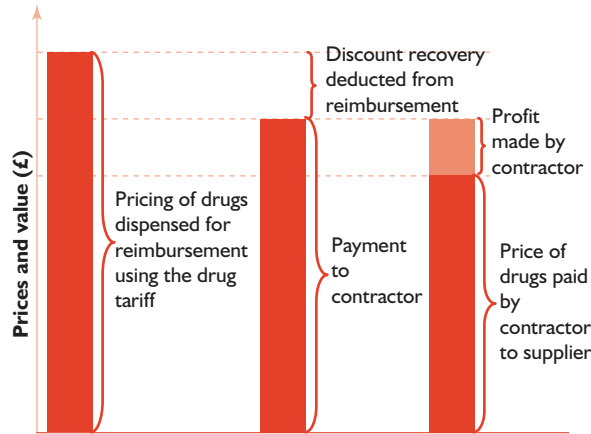 Prices and value (£)
Pricing of drugs
dispensed for
reimbursement
using the drug
tariff
Discount recovery
deducted from
reimbursement
Payment
to
contractor
Profit
made by
contractor
Price of
drugs paid
by
contractor
to supplier